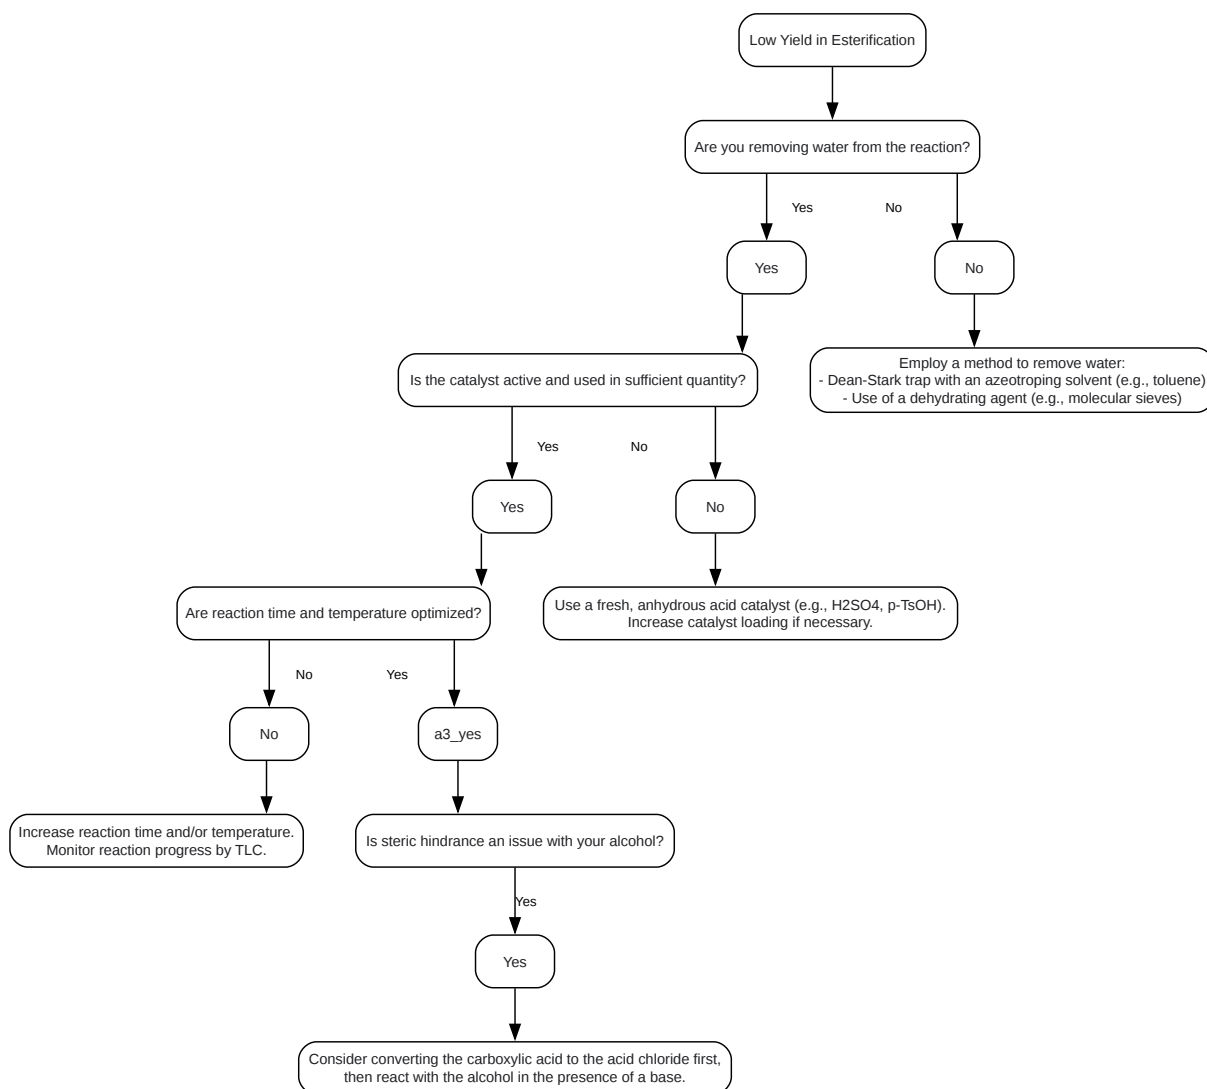 Low Yield in Esterification
Are you removing water from the reaction?
Yes
No
Yes
No
Employ a method to remove water:
- Dean-Stark trap with an azeotroping solvent (e.g., toluene)
- Use of a dehydrating agent (e.g., molecular sieves)
Is the catalyst active and used in sufficient quantity?
Yes
No
Yes
No
Use a fresh, anhydrous acid catalyst (e.g., H2SO4, p-TsOH).
Increase catalyst loading if necessary.
Are reaction time and temperature optimized?
No
Yes
No
a3_yes
Increase reaction time and/or temperature.
Monitor reaction progress by TLC.
Is steric hindrance an issue with your alcohol?
Yes
Yes
Consider converting the carboxylic acid to the acid chloride first,
then react with the alcohol in the presence of a base.